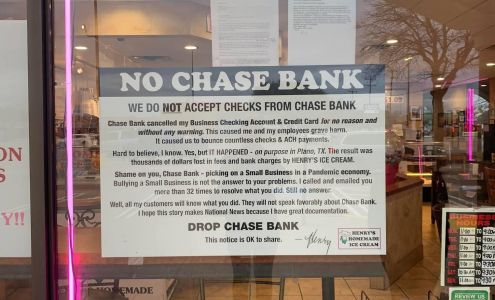 NO CHASE BANK
WE DO NOT ACCEPT CHECKS FROM CHASE BANK
Chase Bank cancelled my Business Checking Account & Credit Card for no reason and
without any warning. This caused me and my employees grave harm.
It caused us to bounce countless checks & ACH payments.
Hard to believe, I know. Yes, but IT HAPPENED - on purpose in Plano, TX. The result was
thousands of dollars lost in fees and bank charges by HENRY'S ICE CREAM.
Shame on you, Chase Bank - picking on a Small Business in a Pandemic economy.
Bullying a Small Business is not the answer to your problems. I called and emailed you
more than 32 times to resolve what you did. Still no answer.
Well, all my customers will know what you did. They will not speak favorably about Chase Bank.
I hope this story makes National News because I have great documentation.
DROP CHASE BANK
This notice is OK to share. — Henry
HENRY'S
HOMEMADE
ICE CREAM
ON
S
Y!!
BUSINESS
HOURS
REVIEW US